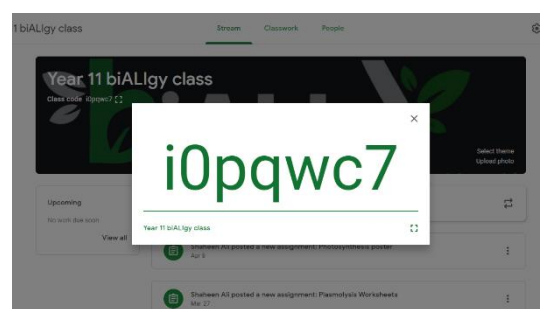 1 biALlgy class
Stream Classwork People
Year 11 biALlgy class
Class code i0pqwc7
Select theme
Upload photo
i0pqwc7
Year 11 biALlgy class
Upcoming
No work due soon
View all
Shaheen Ali posted a new assignment: Photosynthesis poster
Apr
Shaheen Ali posted a new assignment: Plasmolysis Worksheets
Mar 27